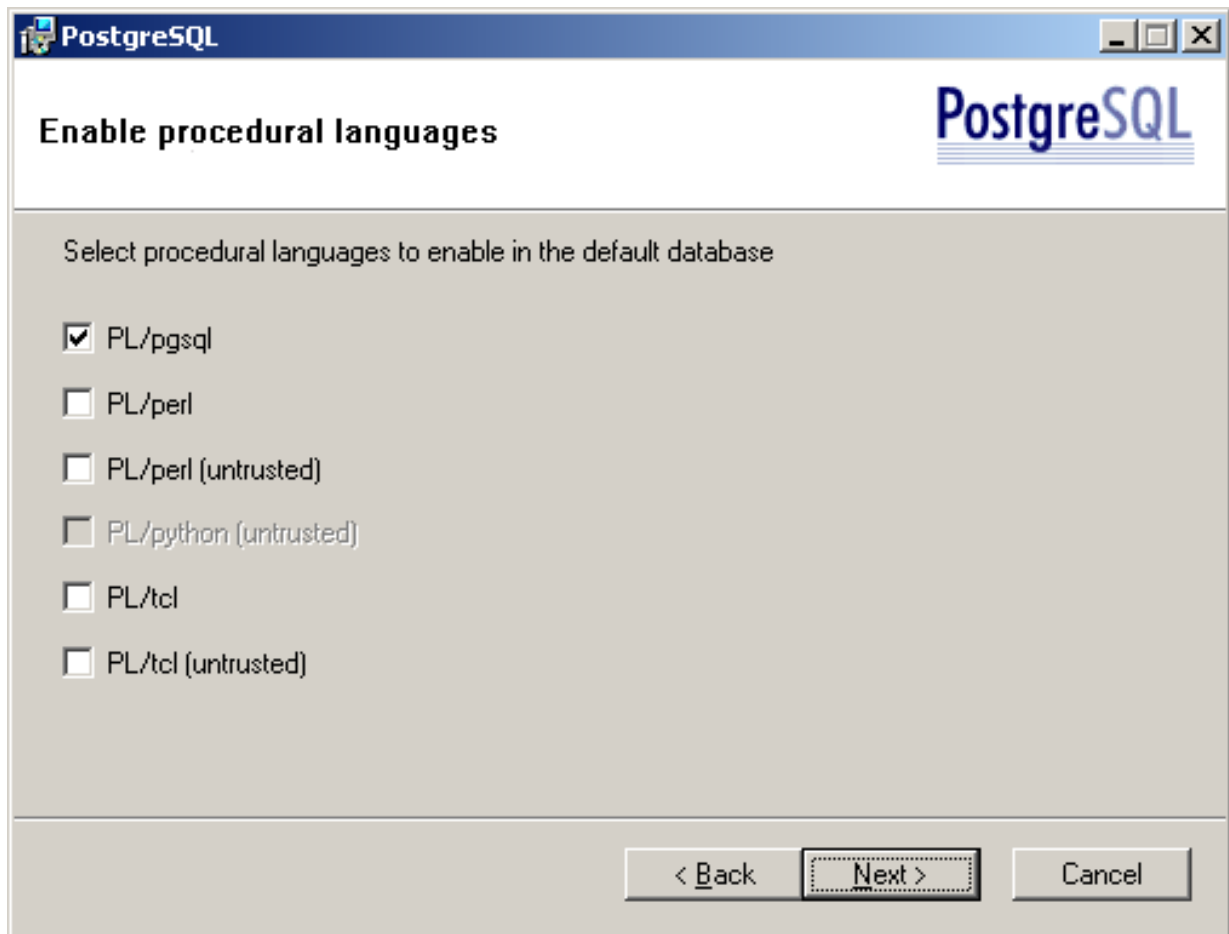 PostgreSQL
Enable procedural languages
PostgreSQL
Select procedural languages to enable in the default database
PL/pgsql
PL/perl
PL/perl (untrusted)
PL/python (untrusted)
PL/tcl
PL/tcl (untrusted)
< Back Next > Cancel